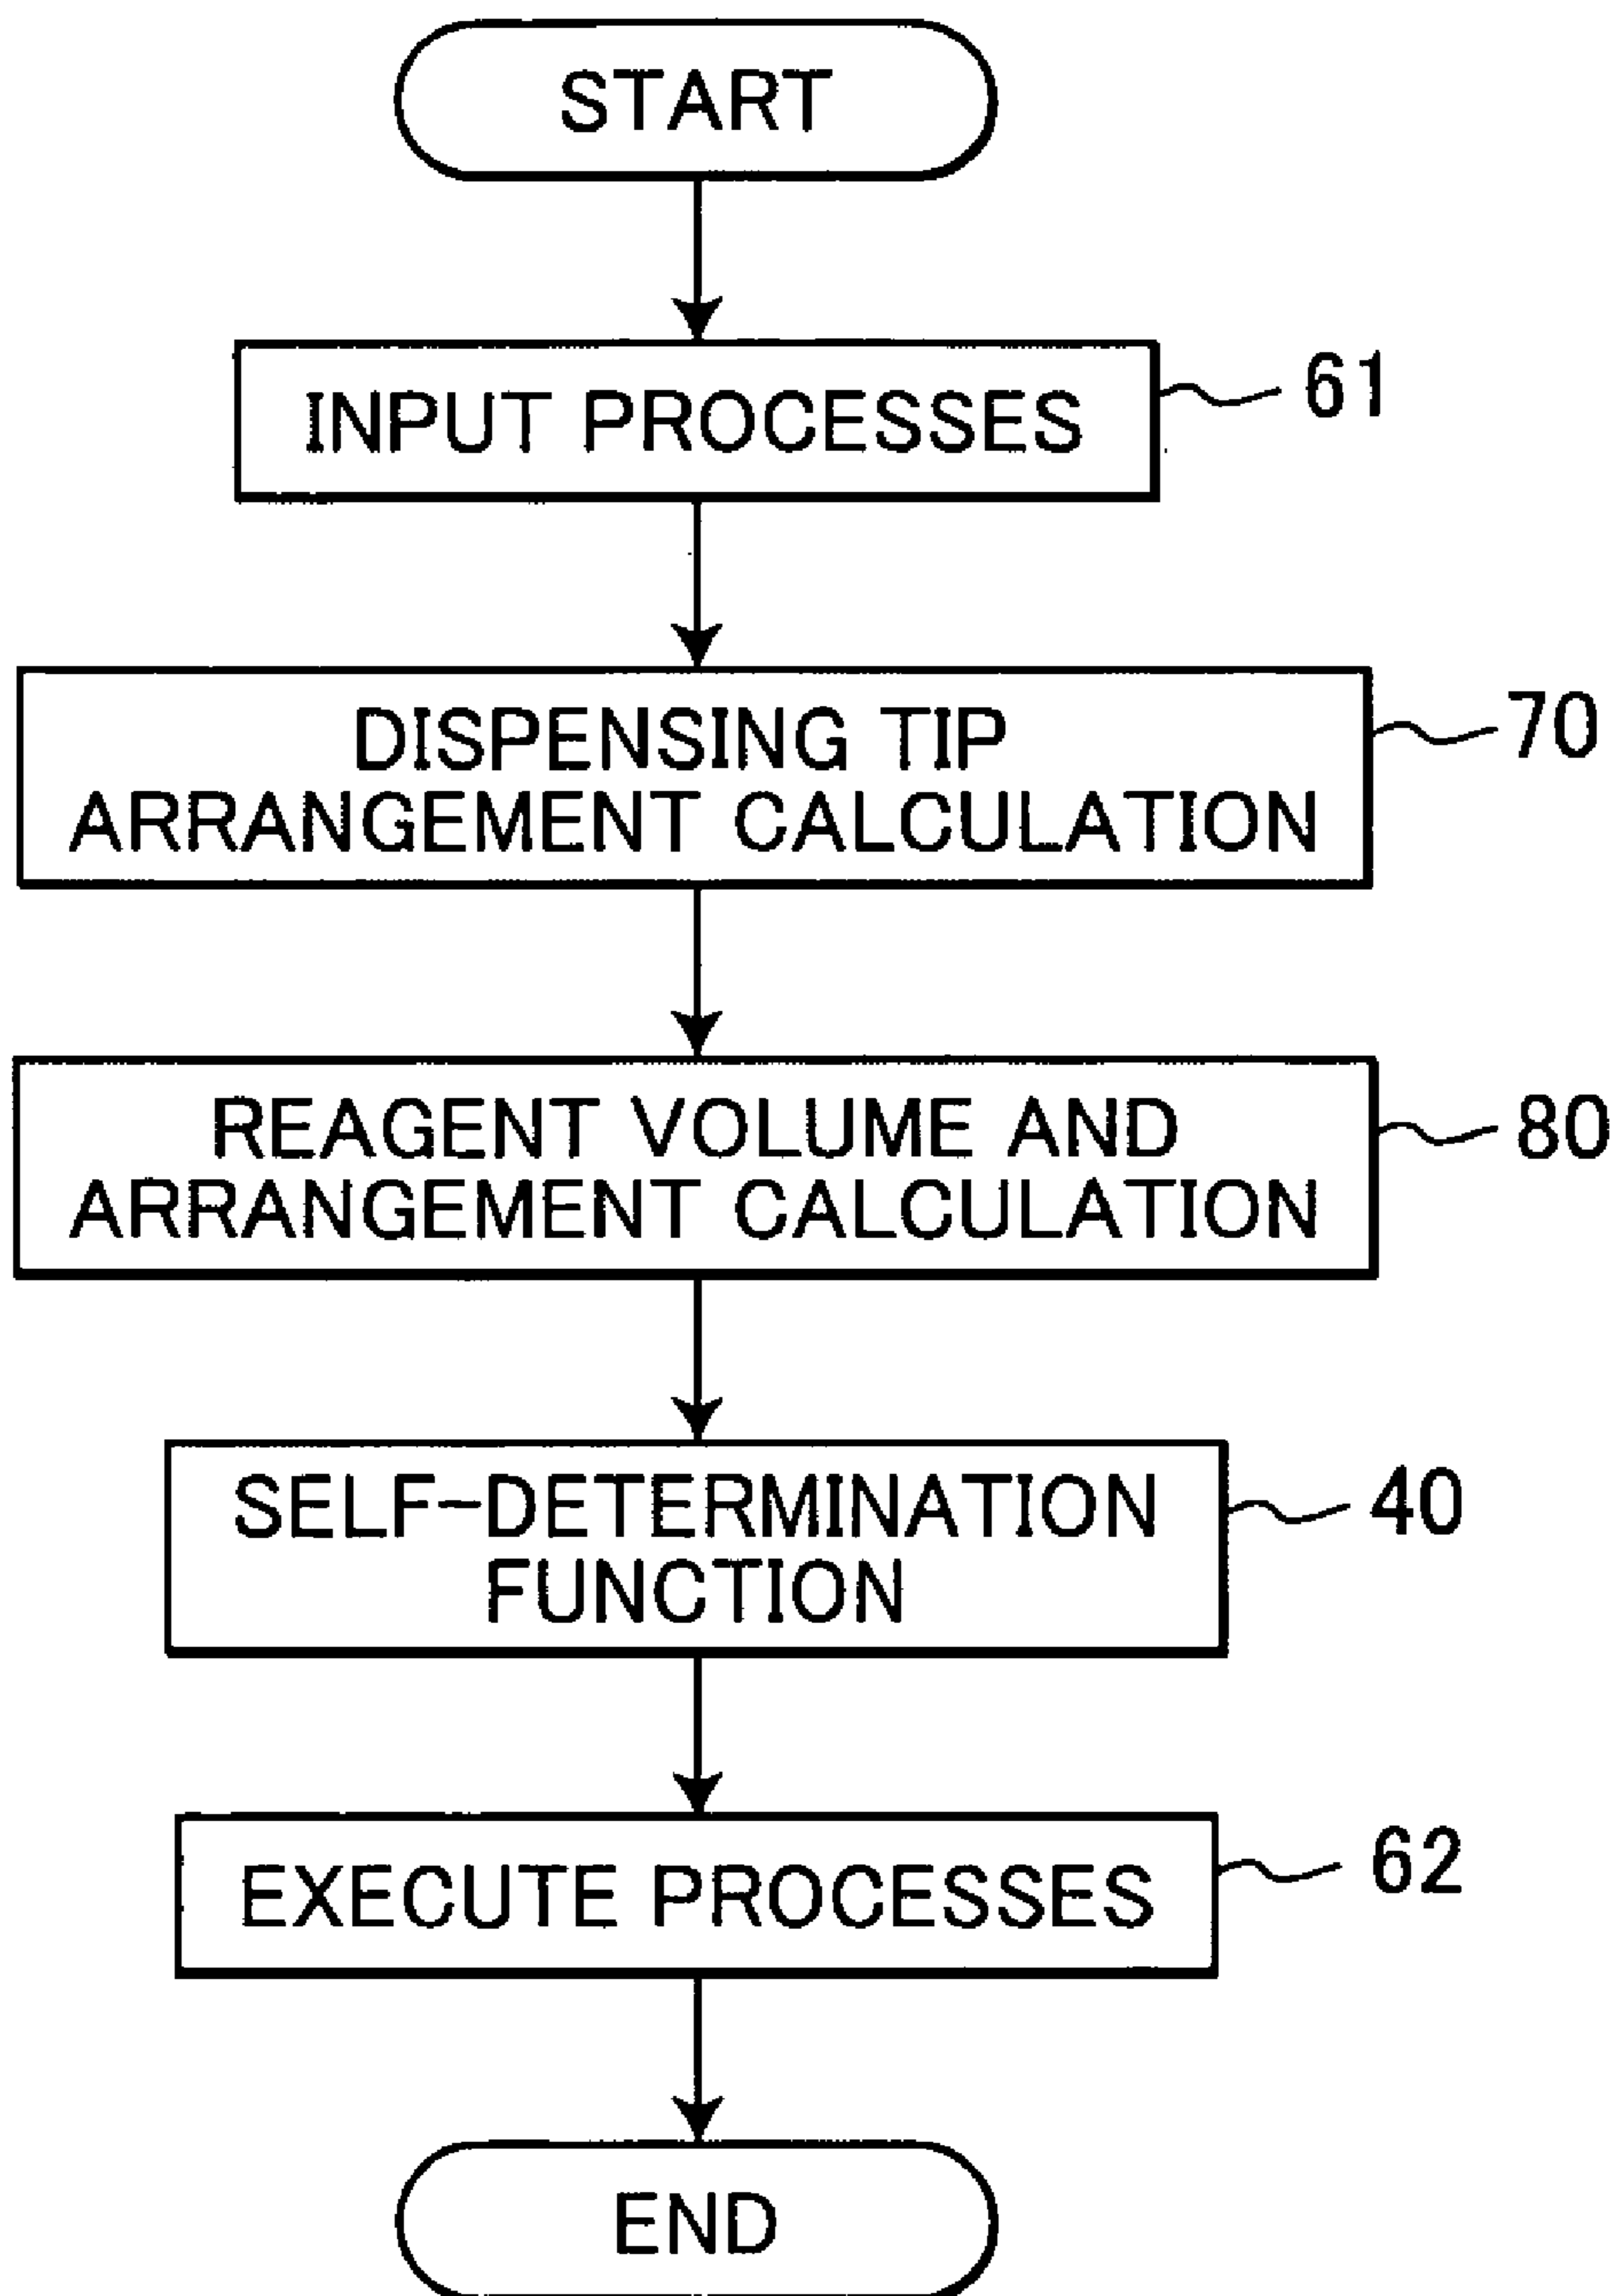 START
INPUT PROCESSES
61
DISPENSING TIP
ARRANGEMENT CALCULATION
70
REAGENT VOLUME AND
ARRANGEMENT CALCULATION
80
SELF-DETERMINATION
FUNCTION
40
EXECUTE PROCESSES
62
END